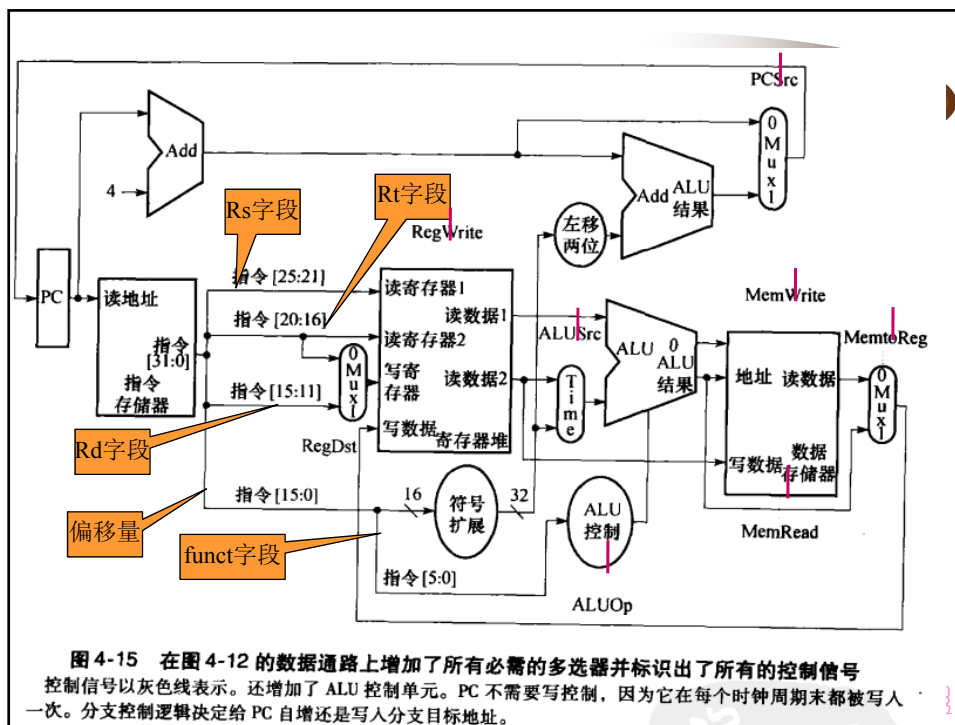 PCSrc
0
M
u
x
1
Add
Add ALU
结果
4
Rs字段
Rt字段
RegWrite
左移
两位
指令 [25:21]
PC
读地址
读寄存器1
MemWrite
指令 [20:16]
读数据1
ALUSrc
MemtoReg
指令
[31:0]
读寄存器2
ALU
0
ALU
结果
0
M
u
x
1
写寄
存器
读数据2
T
i
m
e
地址
读数据
0
M
u
x
1
指令
存储器
指令 [15:11]
Rd字段
RegDst
写数据
寄存器堆
写数据
数据
存储器
指令 [15:0]
16
符号
扩展
32
ALU
控制
MemRead
偏移量
funct字段
指令 [5:0]
ALUOp
图 4-15 在图 4-12 的数据通路上增加了所有必需的多选器并标识出了所有的控制信号
控制信号以灰色线表示。还增加了 ALU 控制单元。PC 不需要写控制，因为它在每个时钟周期末都被写入
一次。分支控制逻辑决定给 PC 自增还是写入分支目标地址。